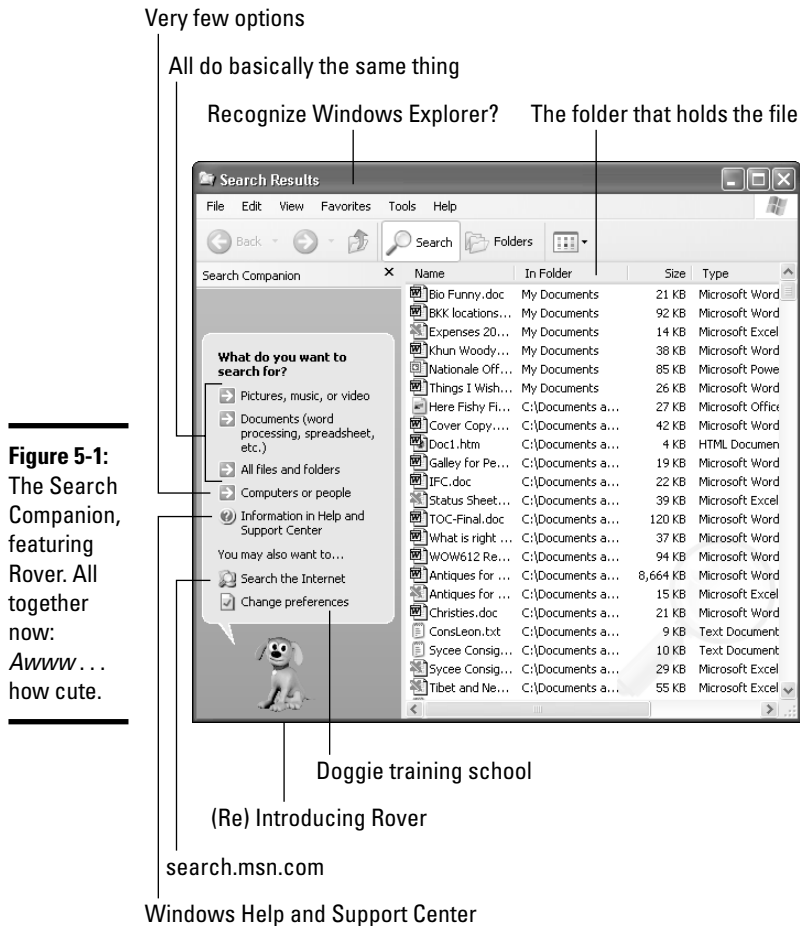 Very few options
All do basically the same thing
Recognize Windows Explorer?
The folder that holds the file
Search Results
File Edit View Favorites Tools Help
Back Search Folders
Search Companion
What do you want to
search for?
Pictures, music, or video
Documents (word
processing, spreadsheet,
etc.)
All files and folders
Computers or people
Information in Help and
Support Center
You may also want to...
Search the Internet
Change preferences
Name In Folder Size Type
Bio Funny.doc My Documents 21 KB Microsoft Word
BKK locations... My Documents 92 KB Microsoft Word
Expenses 20... My Documents 14 KB Microsoft Excel
Khun Woody... My Documents 38 KB Microsoft Word
Nationale Off... My Documents 85 KB Microsoft Powe
Things I Wish... My Documents 26 KB Microsoft Word
Here Fishy Fi... C:\Documents a... 27 KB Microsoft Office
Cover Copy.... C:\Documents a... 42 KB Microsoft Word
Doc1.htm C:\Documents a... 4 KB HTML Documen
Galley for Pe... C:\Documents a... 19 KB Microsoft Word
IFC.doc C:\Documents a... 22 KB Microsoft Word
Status Sheet... C:\Documents a... 39 KB Microsoft Excel
TOC-Final.doc C:\Documents a... 120 KB Microsoft Word
What is right ... C:\Documents a... 37 KB Microsoft Word
WOW612 Re... C:\Documents a... 94 KB Microsoft Word
Antiques for ... C:\Documents a... 8,664 KB Microsoft Word
Antiques for ... C:\Documents a... 15 KB Microsoft Excel
Christies.doc C:\Documents a... 21 KB Microsoft Word
ConsLeon.txt C:\Documents a... 9 KB Text Document
Sycee Consig... C:\Documents a... 10 KB Text Document
Sycee Consig... C:\Documents a... 29 KB Microsoft Excel
Tibet and Ne... C:\Documents a... 55 KB Microsoft Excel
Figure 5-1:
The Search
Companion,
featuring
Rover. All
together
now:
Awww . . .
how cute.
Doggie training school
(Re) Introducing Rover
search.msn.com
Windows Help and Support Center